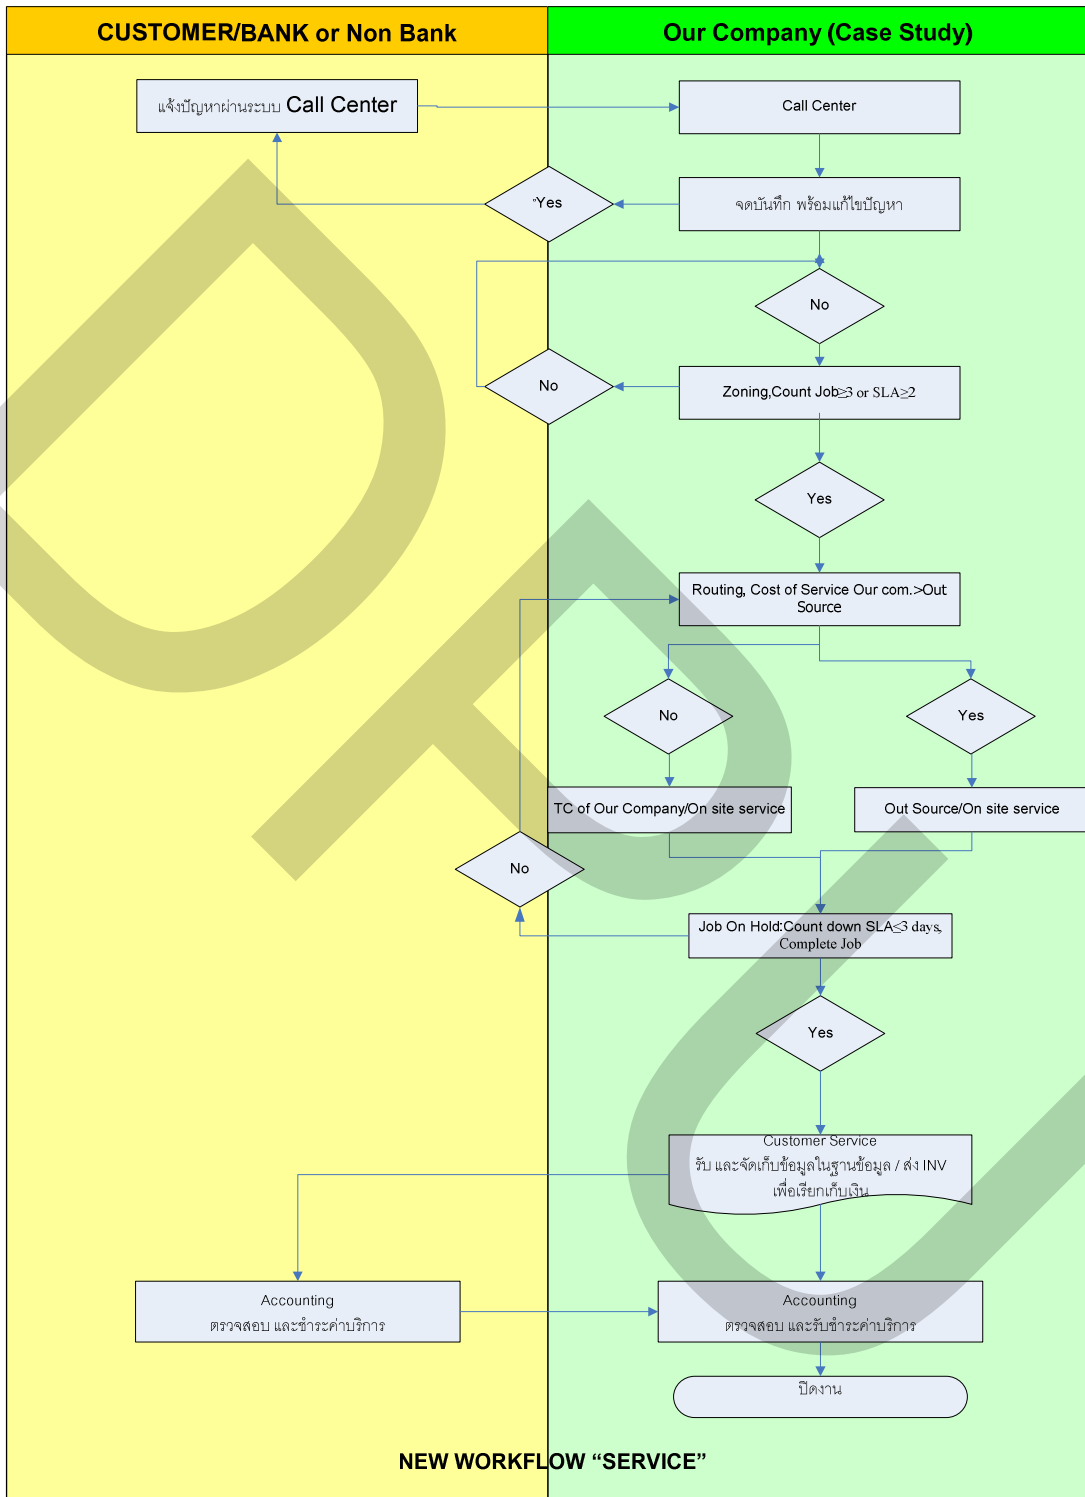 CUSTOMER/BANK or Non Bank
Our Company (Case Study)
แจ้งปัญหาผ่านระบบ Call Center
Call Center
"Yes
จดบันทึก พร้อมแก้ไขปัญหา
No
No
Zoning,Count Job≥3 or SLA≥2
Yes
Routing, Cost of Service Our com.>Out
Source
No
Yes
TC of Our Company/On site service
Out Source/On site service
No
Job On Hold:Count down SLA≤3 days,
Complete Job
Yes
Customer Service
รับ และจัดเก็บข้อมูลในฐานข้อมูล / ส่ง INV
เพื่อเรียกเก็บเงิน
Accounting
ตรวจสอบ และชำระค่าบริการ
Accounting
ตรวจสอบ และรับชำระค่าบริการ
ปิดงาน
NEW WORKFLOW “SERVICE”
DPU